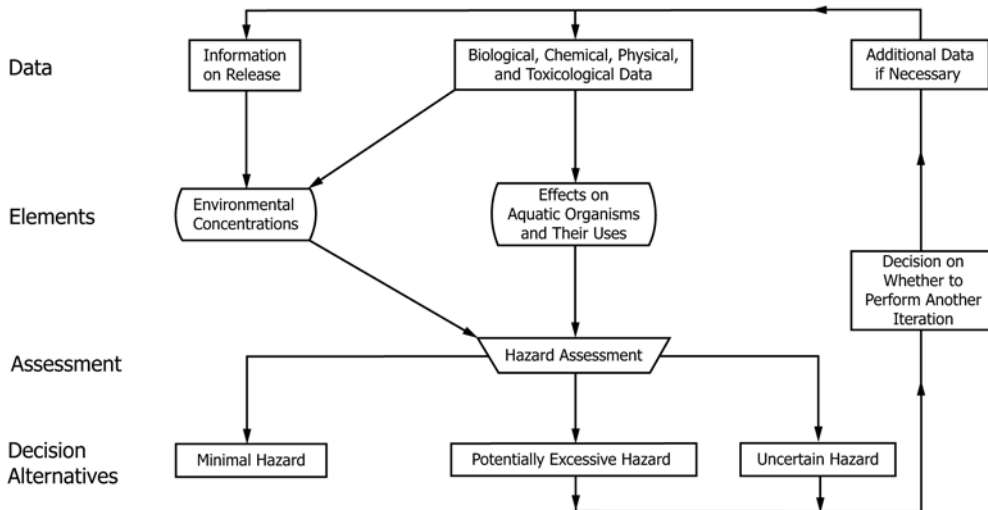 Data
Information
on Release
Biological, Chemical, Physical,
and Toxicological Data
Additional Data
if Necessary
Elements
Environmental
Concentrations
Effects on
Aquatic Organisms
and Their Uses
Decision on
Whether to
Perform Another
Iteration
Assessment
Hazard Assessment
Decision
Alternatives
Minimal Hazard
Potentially Excessive Hazard
Uncertain Hazard